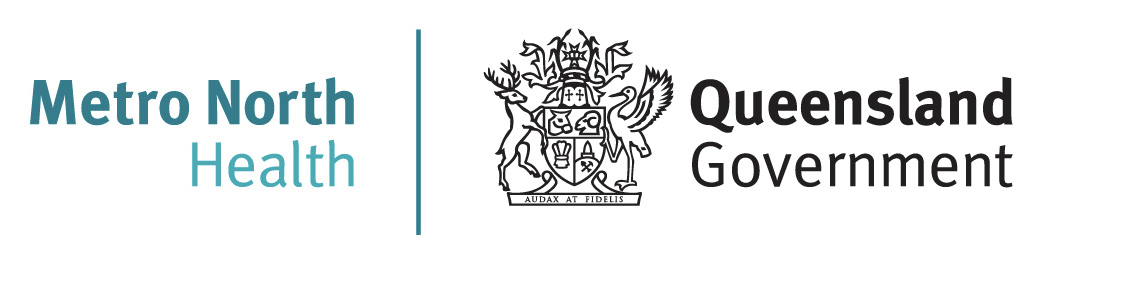 Metro North
Health
Queensland
Government
AUDAX AT FIDELIS